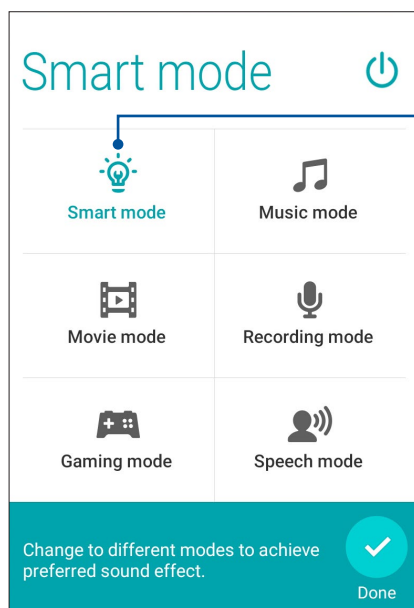 Smart mode
Smart mode
Music mode
Movie mode
Recording mode
Gaming mode
Speech mode
Change to different modes to achieve
preferred sound effect.
Done